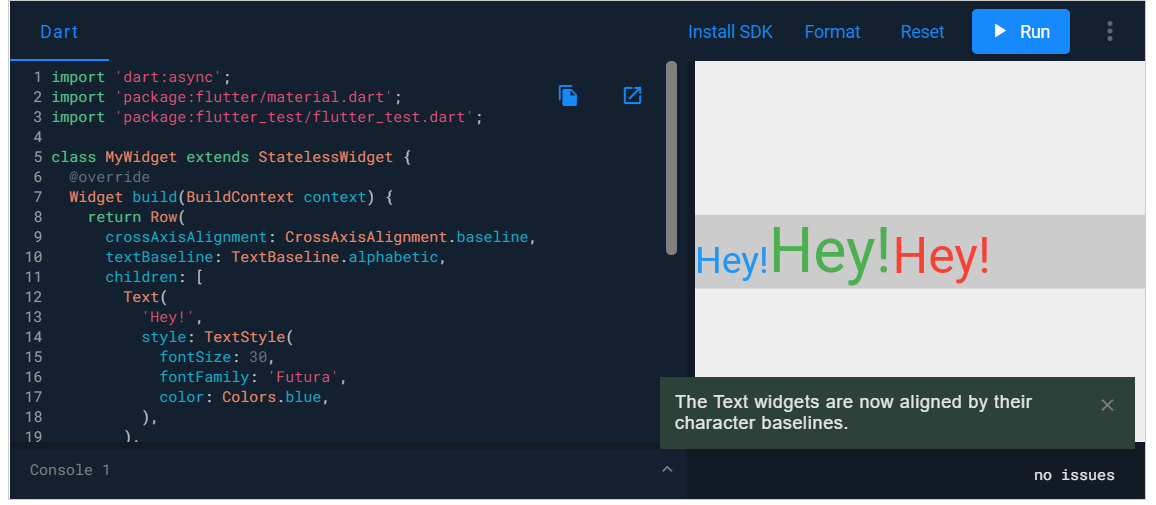 Dart
Install SDK Format Reset Run
1 import 'dart:async';
2 import 'package:flutter/material.dart';
3 import 'package:flutter_test/flutter_test.dart';
4
5 class MyWidget extends StatelessWidget {
6   @override
7   Widget build(BuildContext context) {
8     return Row(
9       crossAxisAlignment: CrossAxisAlignment.baseline,
10       textBaseline: TextBaseline.alphabetic,
11       children: [
12         Text(
13           'Hey!',
14           style: TextStyle(
15             fontSize: 30,
16             fontFamily: 'Futura',
17             color: Colors.blue,
18           ),
19         ),
Hey!Hey!Hey!
The Text widgets are now aligned by their
character baselines.
Console 1
no issues